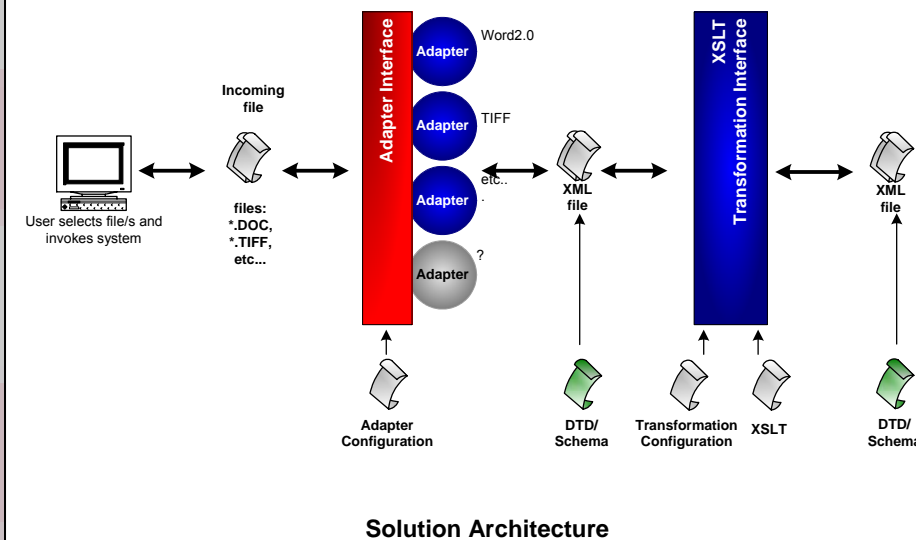 User selects file/s and
invokes system
Incoming
file
files:
*.DOC,
*.TIFF,
etc...
Adapter Interface
Adapter
Word2.0
Adapter
TIFF
Adapter
etc..
.
Adapter
?
XML
file
XSLT
Transformation Interface
XML
file
Adapter
Configuration
DTD/
Schema
Transformation
Configuration
XSLT
DTD/
Schema
Solution Architecture